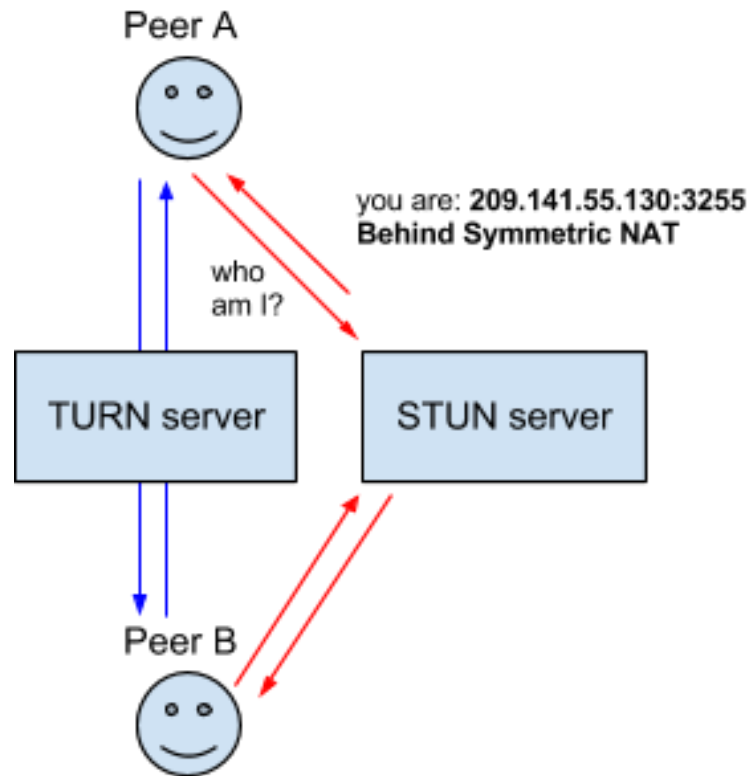 Peer A
you are: 209.141.55.130:3255
Behind Symmetric NAT
who
am I?
TURN server
STUN server
Peer B